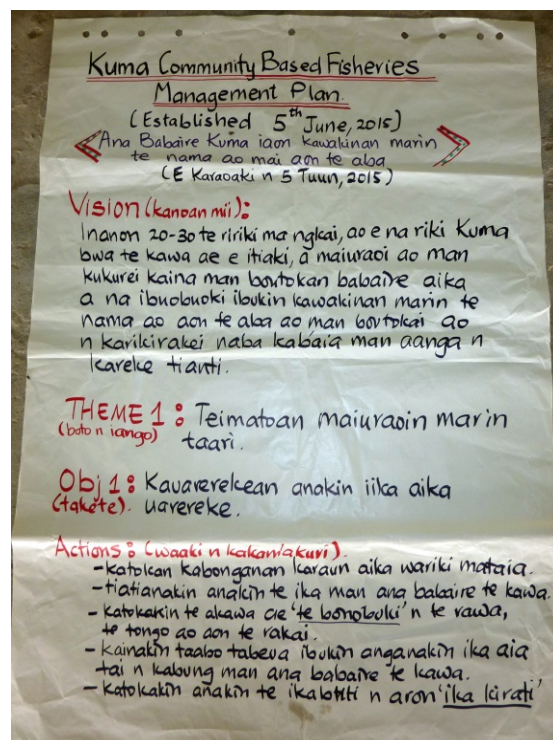 Kuma Community Based Fisheries
Management Plan.
(Established 5th June, 2015)
Ana Babaire Kuma iaon kawakinan marin
te nama ao mai aon te aba
(E Karaoaki n 5 Tuun, 2015)
Vision (kanoan mii):
Inanon 20-30 te ririki ma ngkai, ao e na riki Kuma
bwa te kawa ae e itiaki, a maiuraoi ao man
kukurei kaina man boutokan babaire aika
a na ibuobuoki ibukin kawakinan marin te
nama ao aon te aba ao man boutokai ao
n karikirakei naba kabaia man aanga n
kareke tianti.
THEME 1: Teimatoan maiuraoin marin
(boto n iango) taari.
Obj 1: Kauarerekean anakin iika aika
(takete). uarereke.
Actions: (waaki n kakamakuri).
- katokan kabonganan karaun aika wariki mataia.
- tiatianakin anakin te ika man ana babaire te kawa.
- katokakin te akawa ae 'te bonobuki' n te rawa,
te tongo ao aon te rakai.
- kainakin taabo tabeua ibukin anganakin ika aia
tai n kabung man ana babaire te kawa.
- katokakin anakin te ikabtiti n aron 'ika kirati'